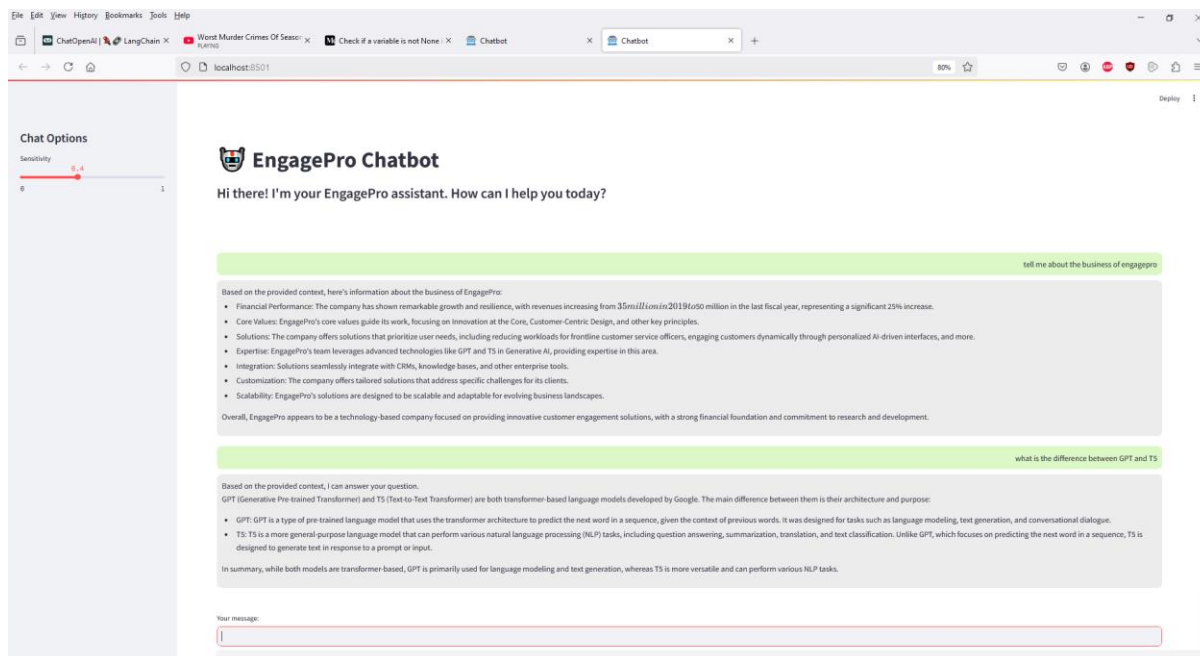 File Edit View History Bookmarks Tools Help
ChatOpenAI | LangChain
Worst Murder Crimes Of Season
PLAYING
Check if a variable is not None
Chatbot
Chatbot
localhost:8501
80%
Deploy
Chat Options
Sensitivity
0.4
0 1
EngagePro Chatbot
Hi there! I'm your EngagePro assistant. How can I help you today?
tell me about the business of engagepro
Based on the provided context, here's information about the business of EngagePro:
• Financial Performance: The company has shown remarkable growth and resilience, with revenues increasing from 35millionin2019to50 million in the last fiscal year, representing a significant 25% increase.
• Core Values: EngagePro's core values guide its work, focusing on Innovation at the Core, Customer-Centric Design, and other key principles.
• Solutions: The company offers solutions that prioritize user needs, including reducing workloads for frontline customer service officers, engaging customers dynamically through personalized AI-driven interfaces, and more.
• Expertise: EngagePro's team leverages advanced technologies like GPT and T5 in Generative AI, providing expertise in this area.
• Integration: Solutions seamlessly integrate with CRMs, knowledge bases, and other enterprise tools.
• Customization: The company offers tailored solutions that address specific challenges for its clients.
• Scalability: EngagePro's solutions are designed to be scalable and adaptable for evolving business landscapes.
Overall, EngagePro appears to be a technology-based company focused on providing innovative customer engagement solutions, with a strong financial foundation and commitment to research and development.
what is the difference between GPT and T5
Based on the provided context, I can answer your question.
GPT (Generative Pre-trained Transformer) and T5 (Text-to-Text Transformer) are both transformer-based language models developed by Google. The main difference between them is their architecture and purpose:
• GPT: GPT is a type of pre-trained language model that uses the transformer architecture to predict the next word in a sequence, given the context of previous words. It was designed for tasks such as language modeling, text generation, and conversational dialogue.
• T5: T5 is a more general-purpose language model that can perform various natural language processing (NLP) tasks, including question answering, summarization, translation, and text classification. Unlike GPT, which focuses on predicting the next word in a sequence, T5 is
designed to generate text in response to a prompt or input.
In summary, while both models are transformer-based, GPT is primarily used for language modeling and text generation, whereas T5 is more versatile and can perform various NLP tasks.
Your message: